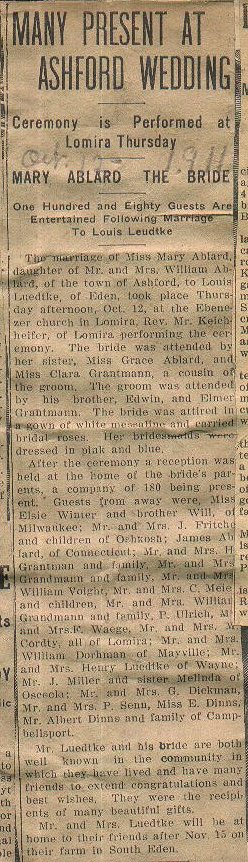 MANY PRESENT AT
ASHFORD WEDDING
Ceremony is Performed at
Lomira Thursday
Oct. 12 - 1911
MARY ABLARD THE BRIDE
One Hundred and Eighty Guests Are
Entertained Following Marriage
To Louis Leudtke
The marriage of Miss Mary Ablard,
daughter of Mr. and Mrs. William Ab-
lard, of the town of Ashford, to Louis
Luedtke, of Eden, took place Thurs-
day afternoon, Oct. 12, at the Ebene-
zer church in Lomira, Rev. Mr. Keich-
heifer, of Lomira performing the cer-
emony. The bride was attended by
her sister, Miss Grace Ablard, and
Miss Clara Grantmann, a cousin of
the groom. The groom was attended
by his brother, Edwin, and Elmer
Grantmann. The bride was attired in
a gown of white messaline and carried
bridal roses. Her bridesmaids were
dressed in pink and blue.
After the ceremony a reception was
held at the home of the bride's par-
ents, a company of 180 being pres-
ent. Guests from away were, Miss
Elsie Winter and brother Will, of
Milwaukee; Mr. and Mrs. J. Fritche
and children of Oshkosh; James Ab-
lard, of Connecticut; Mr. and Mrs. H
Grantman and family, Mr. and Mrs
Grandmann and family, Mr. and Mrs
William Voight, Mr. and Mrs. C. Meie
and children, Mr. and Mrs. William
Grandmann and family, P. Ullrich, M
and Mrs. F. Waege, Mr. and Mrs. M
Cordty, all of Lomira; Mr. and Mrs.
William Dorhman of Mayville; Mr.
and Mrs. Henry Luedtke of Wayne;
Mr. J. Miller and sister Melinda of
Osceola; Mr. and Mrs. G. Dickman,
Mr. and Mrs. P. Senn, Miss E. Dinns,
Mr. Albert Dinns and family of Camp-
bellsport.
Mr. Luedtke and his bride are both
well known in the community in
which they have lived and have many
friends to extend congratulations and
best wishes. They were the recipi-
ents of many beautiful gifts.
Mr. and Mrs. Luedtke will be at
home to their friends after Nov. 15 on
their farm in South Eden.